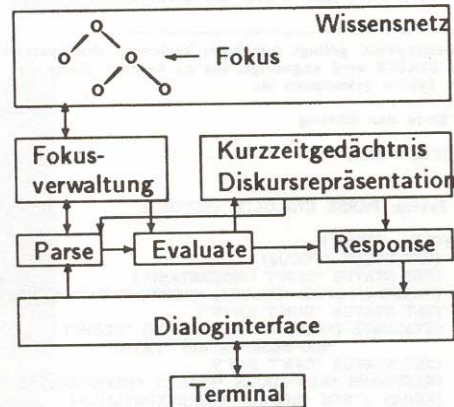 Wissensnetz
Fokus
Fokus-
verwaltung
Kurzzeitgedächtnis
Diskursrepräsentation
Parse
Evaluate
Response
Dialoginterface
Terminal